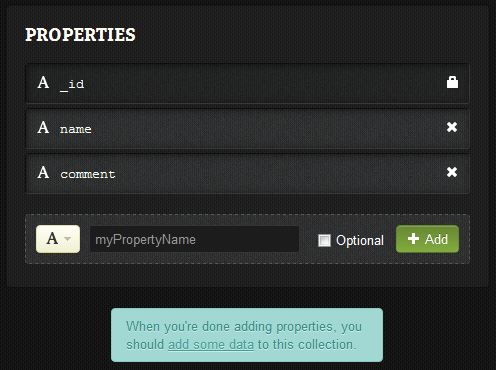 PROPERTIES
A _id
A name
A comment
A myPropertyName Optional Add
When you're done adding properties, you
should add some data to this collection.